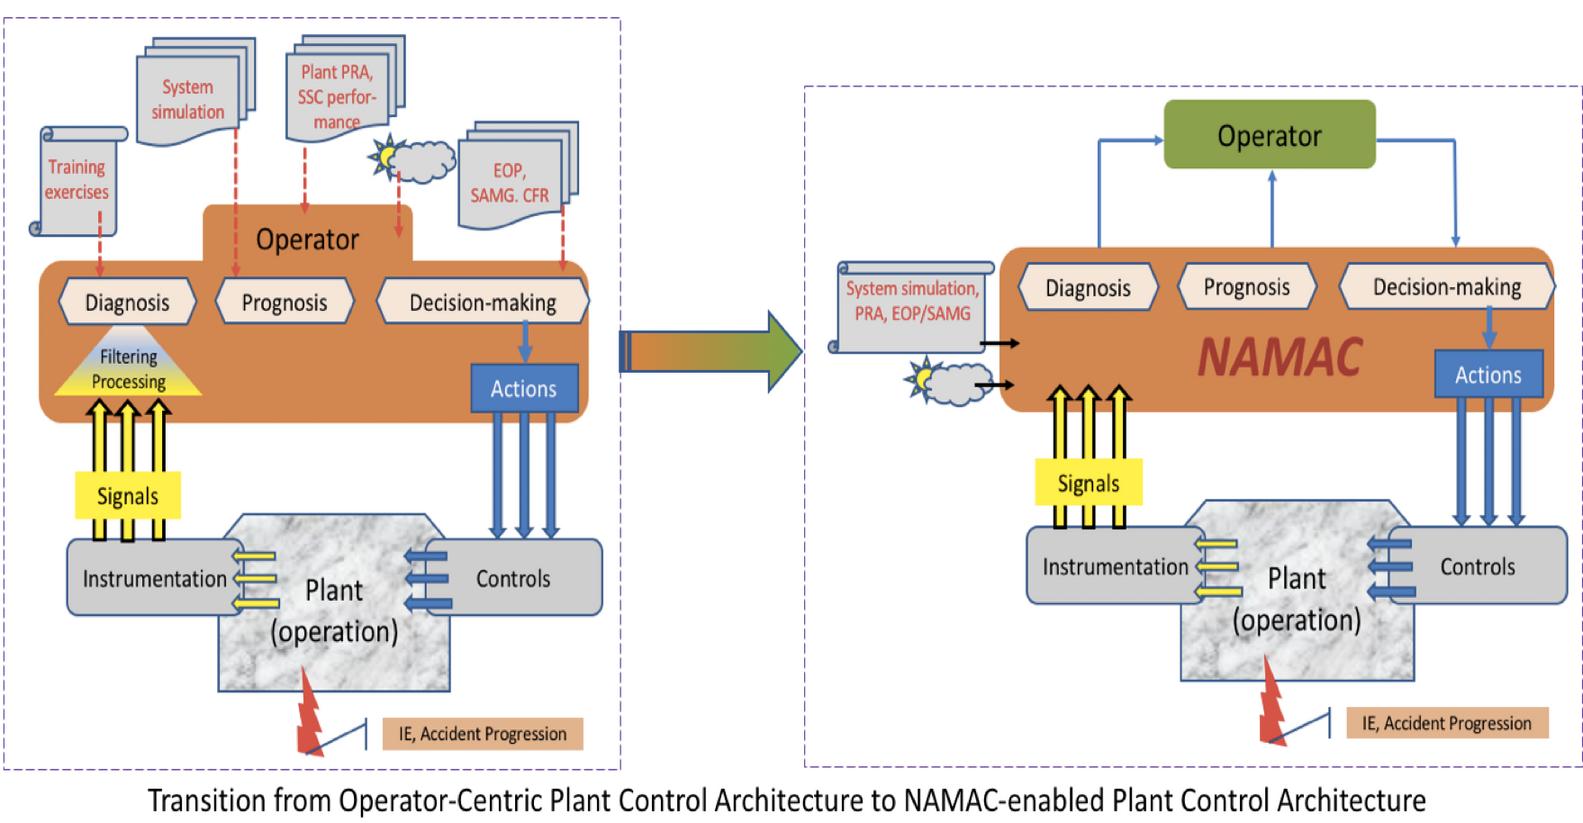 System
simulation
Plant PRA,
SSC perfor-
mance
Training
exercises
EOP,
SAMG. CFR
Operator
Diagnosis
Prognosis
Decision-making
Filtering
Processing
Actions
Signals
Instrumentation
Plant
(operation)
Controls
IE, Accident Progression
Operator
System simulation,
PRA, EOP/SAMG
Diagnosis
Prognosis
Decision-making
NAMAC
Actions
Signals
Instrumentation
Plant
(operation)
Controls
IE, Accident Progression
Transition from Operator-Centric Plant Control Architecture to NAMAC-enabled Plant Control Architecture